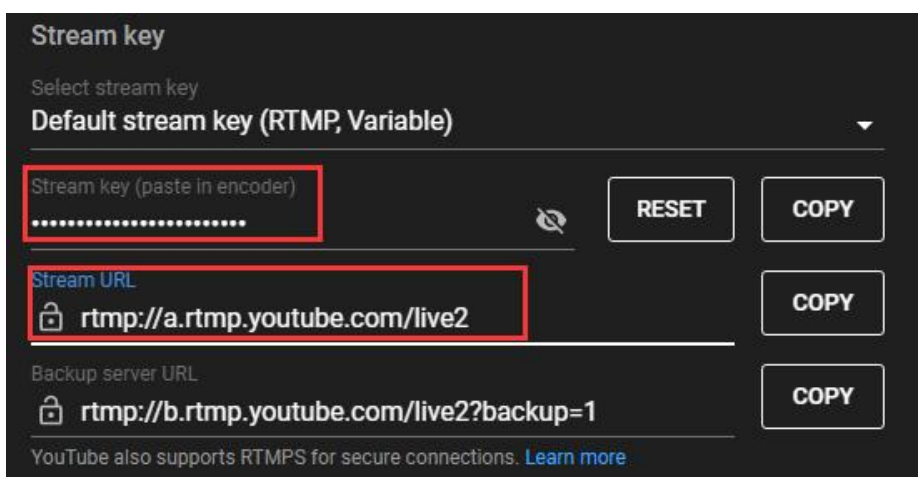 Stream key
Select stream key
Default stream key (RTMP, Variable)
Stream key (paste in encoder)
••••••••••••••••••••••••
RESET
COPY
Stream URL
rtmp://a.rtmp.youtube.com/live2
COPY
Backup server URL
rtmp://b.rtmp.youtube.com/live2?backup=1
COPY
YouTube also supports RTMPS for secure connections. Learn more